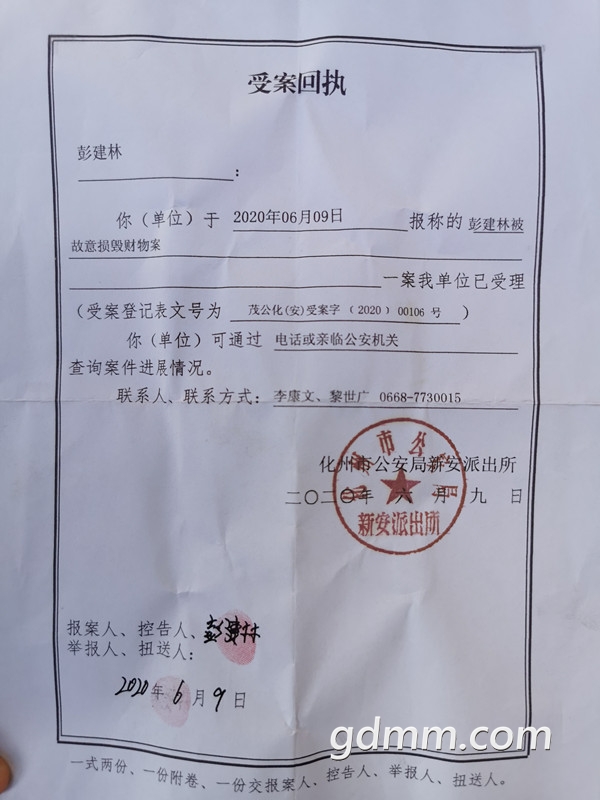 受案回执
彭建林
：
你（单位）于 2020年06月09日 报称的 彭建林被
故意损毁财物案
一案我单位已受理
（受案登记表文号为 茂公化(安)受案字〔2020〕00106 号 ）
你（单位）可通过 电话或亲临公安机关
查询案件进展情况。
联系人、联系方式： 李康文、黎世广 0668-7730015
化州市公安局新安派出所
二〇二〇年 六 月 九 日
新安派出所
报案人、控告人、 彭建林
举报人、扭送人：
2020年 6 月 9 日
gdmm.com
一式两份、一份附卷、一份交报案人、控告人、举报人、扭送人。